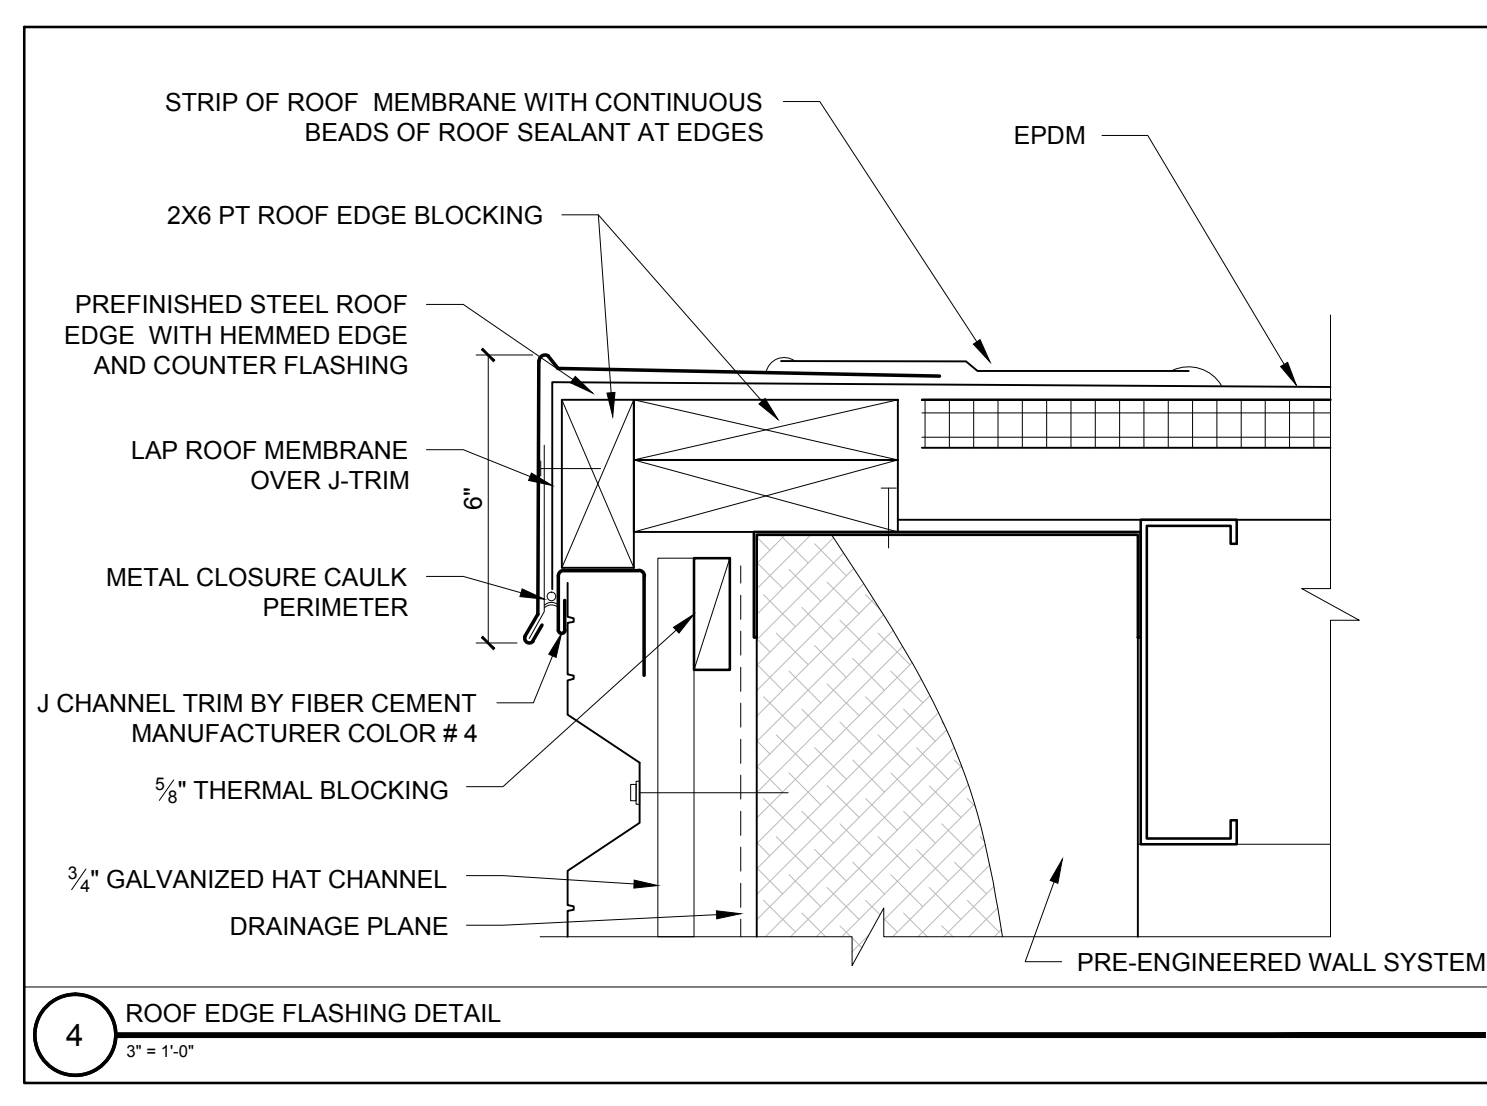 STRIP OF ROOF MEMBRANE WITH CONTINUOUS
BEADS OF ROOF SEALANT AT EDGES
EPDM
2X6 PT ROOF EDGE BLOCKING
PREFINISHED STEEL ROOF
EDGE WITH HEMMED EDGE
AND COUNTER FLASHING
LAP ROOF MEMBRANE
OVER J-TRIM
6"
METAL CLOSURE CAULK
PERIMETER
J CHANNEL TRIM BY FIBER CEMENT
MANUFACTURER COLOR # 4
5⁄8" THERMAL BLOCKING
3⁄4" GALVANIZED HAT CHANNEL
DRAINAGE PLANE
PRE-ENGINEERED WALL SYSTEM
4
ROOF EDGE FLASHING DETAIL
3" = 1'-0"